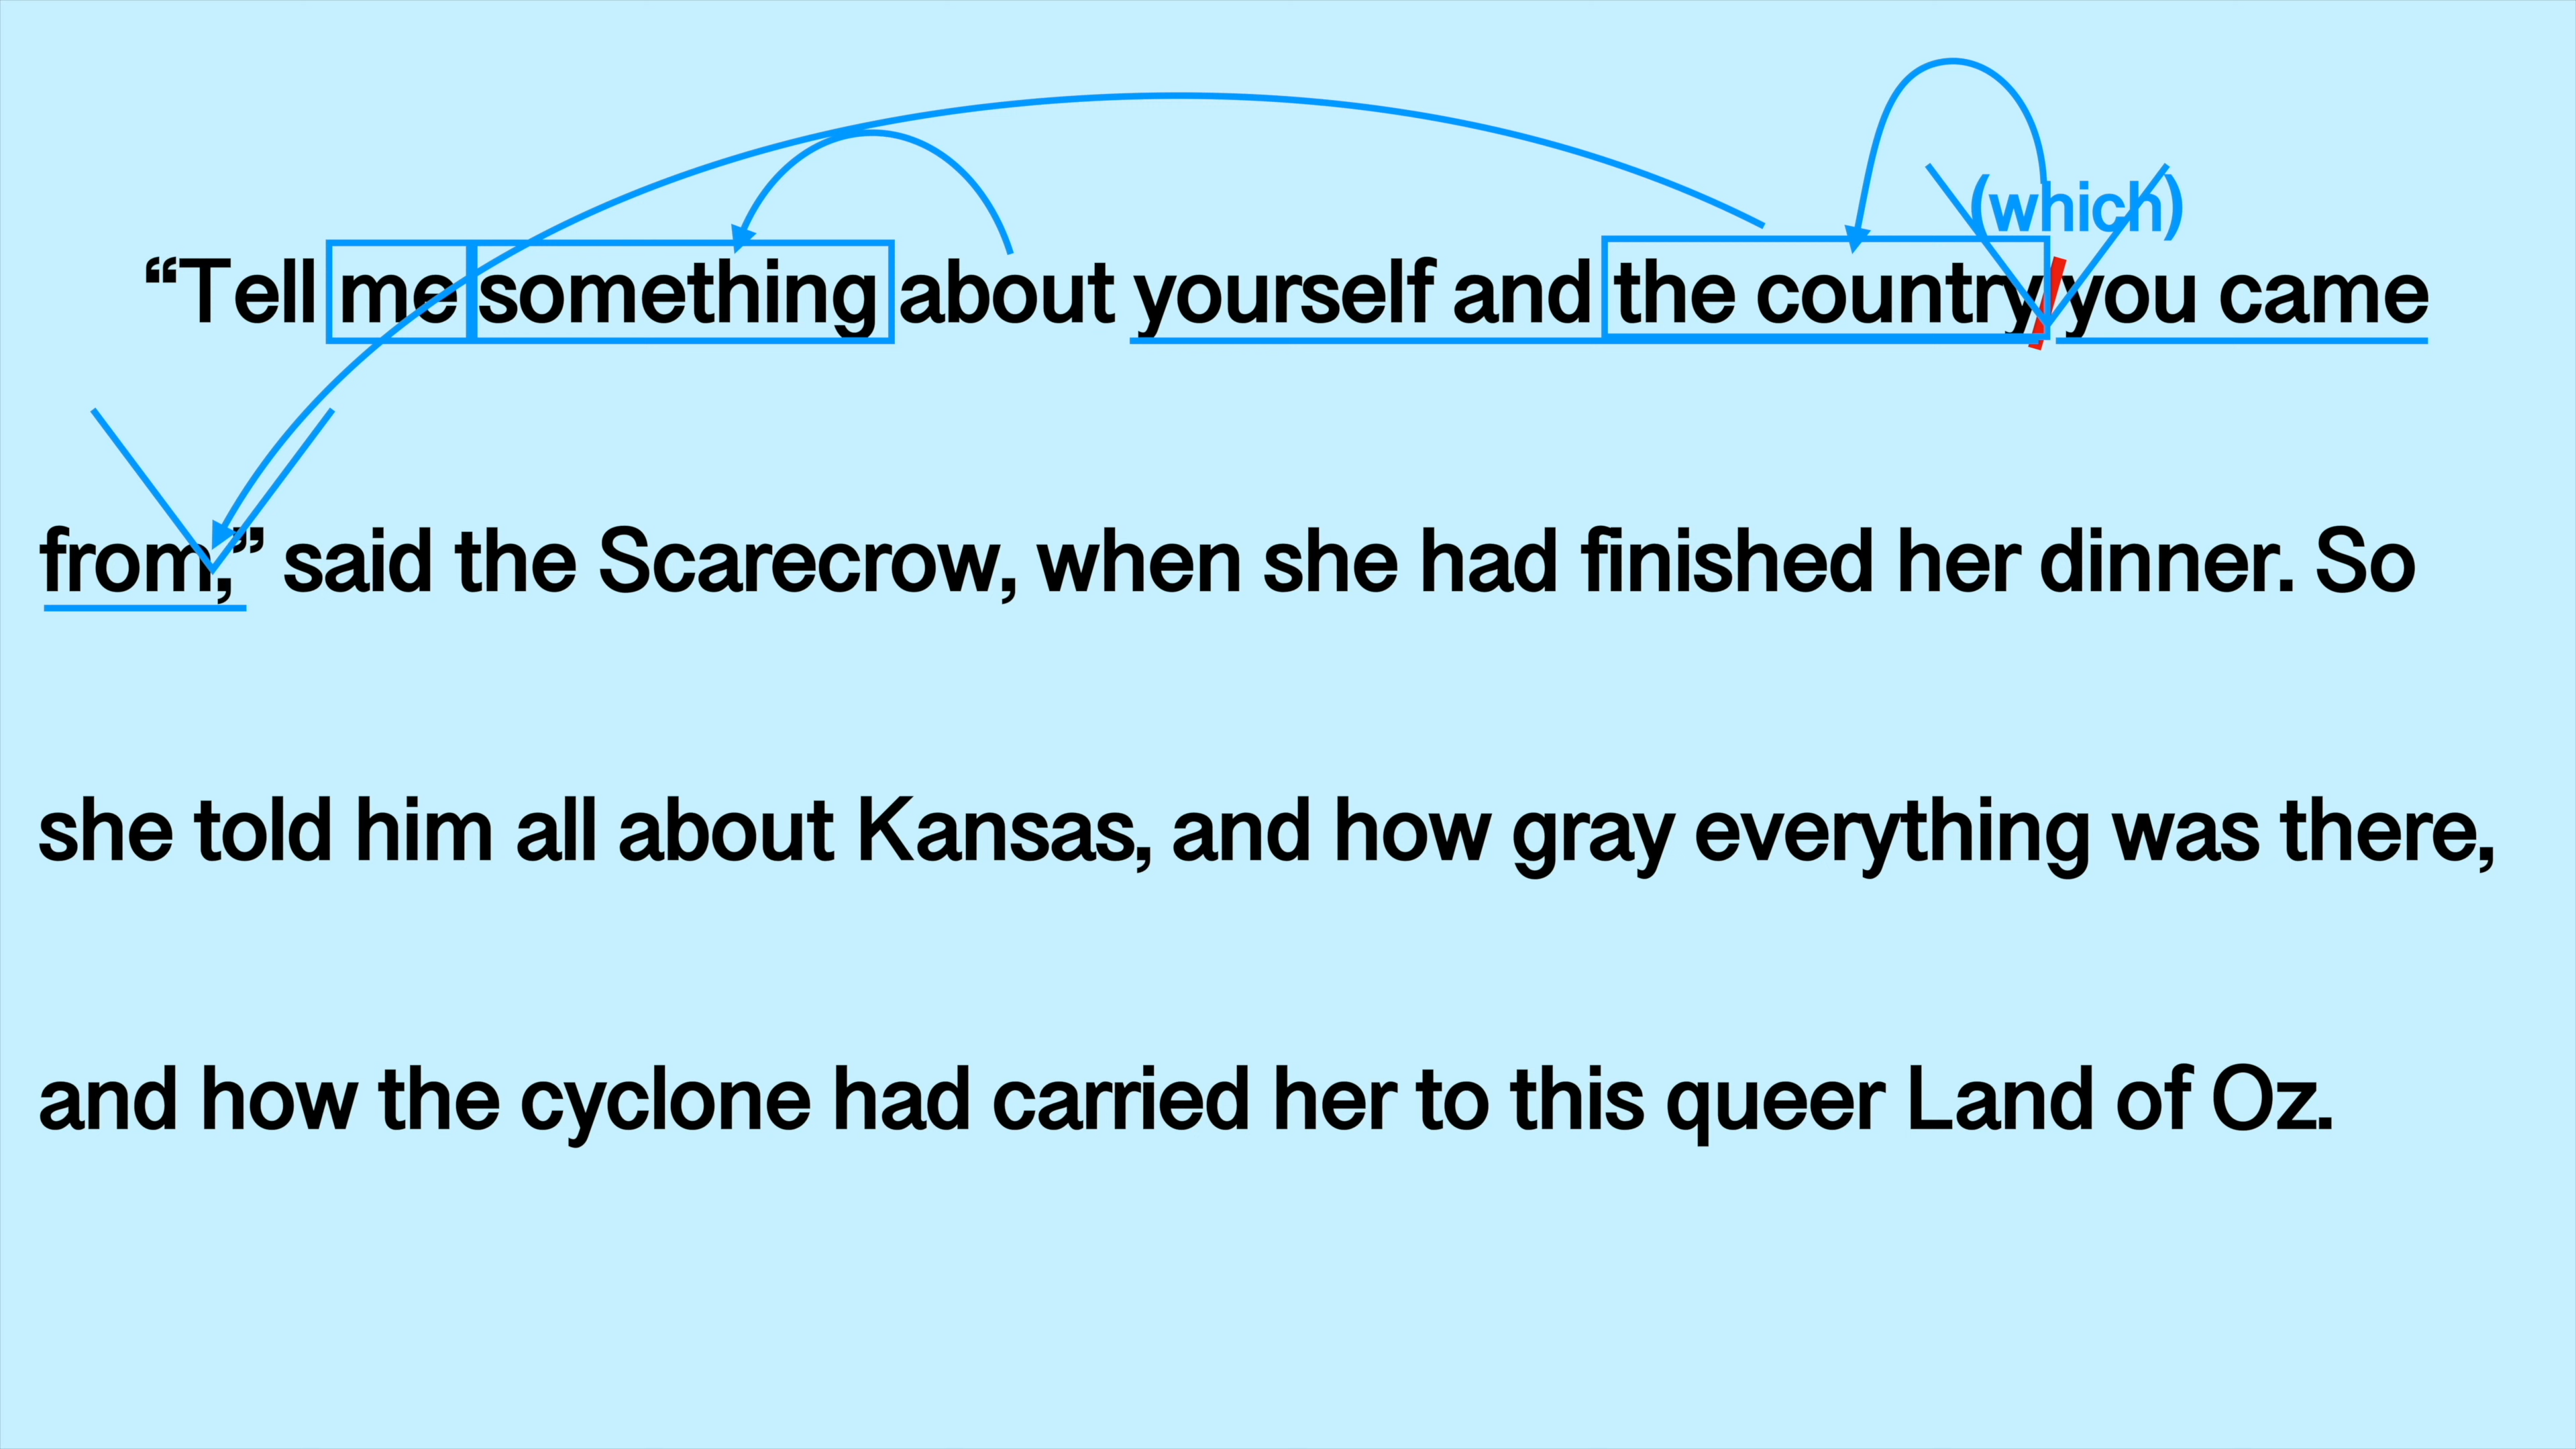 (which)
“Tell me something about yourself and the country you came
from,” said the Scarecrow, when she had finished her dinner. So
she told him all about Kansas, and how gray everything was there,
and how the cyclone had carried her to this queer Land of Oz.